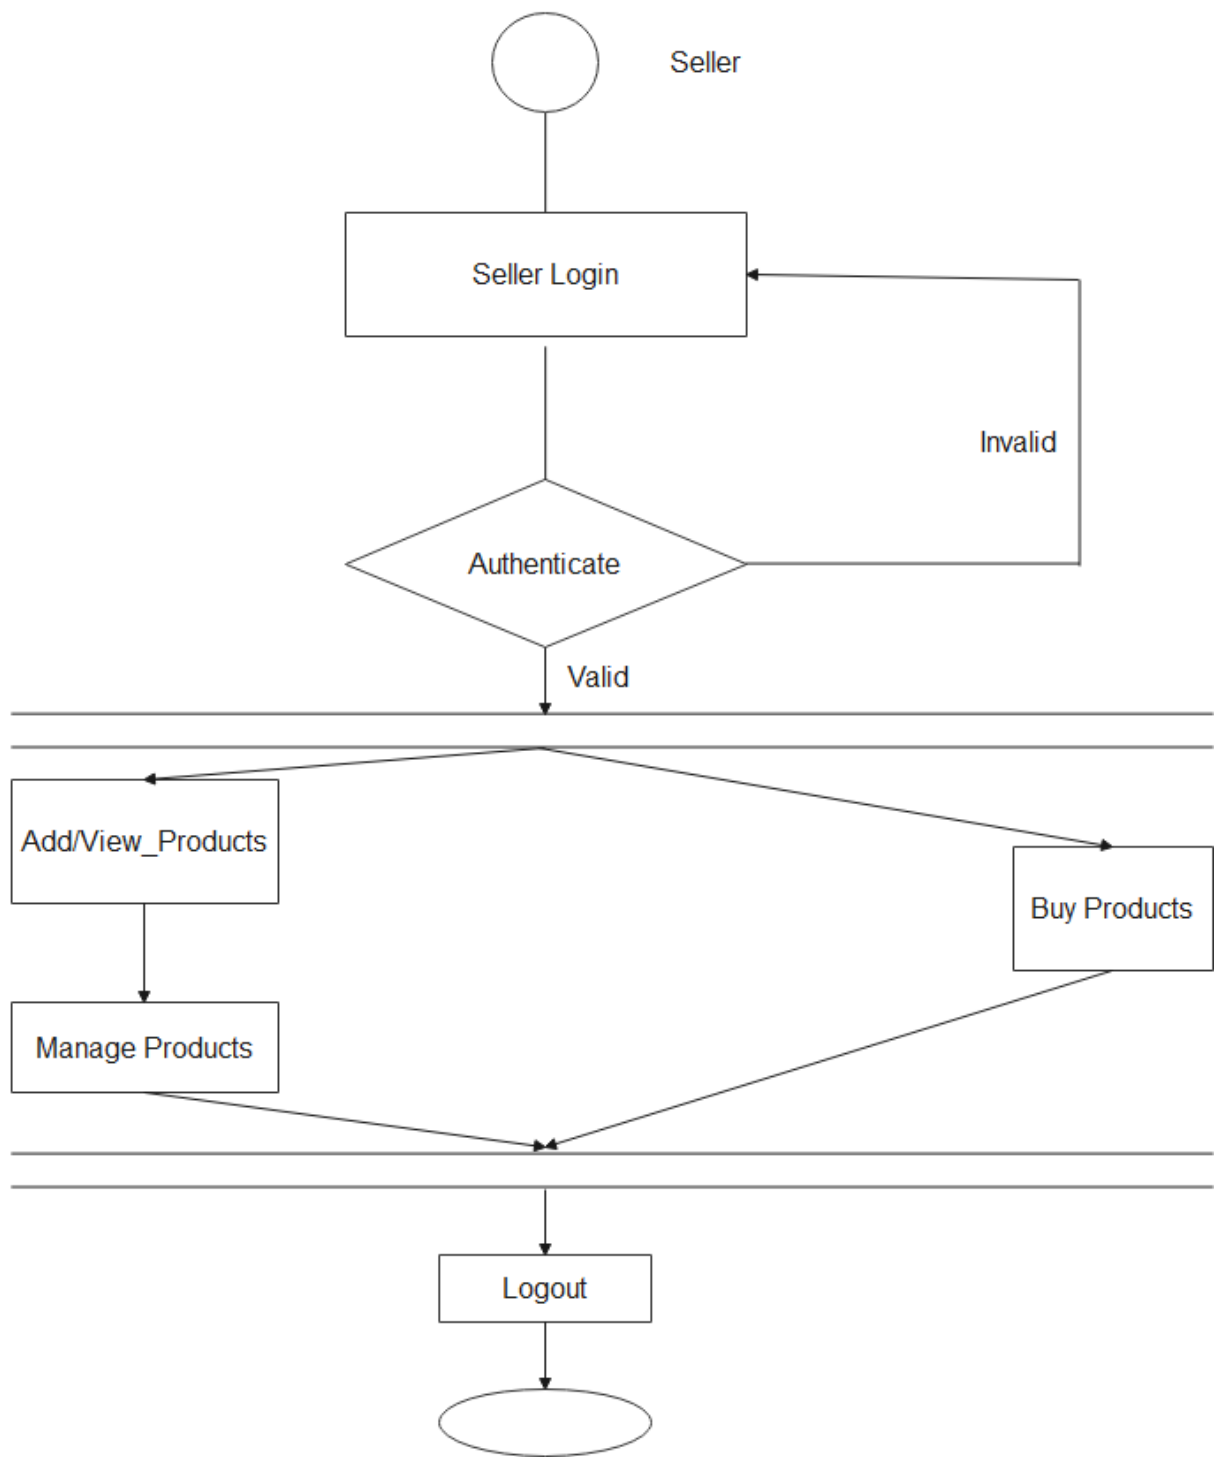 Seller
Seller Login
Invalid
Authenticate
Valid
Add/View_Products
Buy Products
Manage Products
Logout